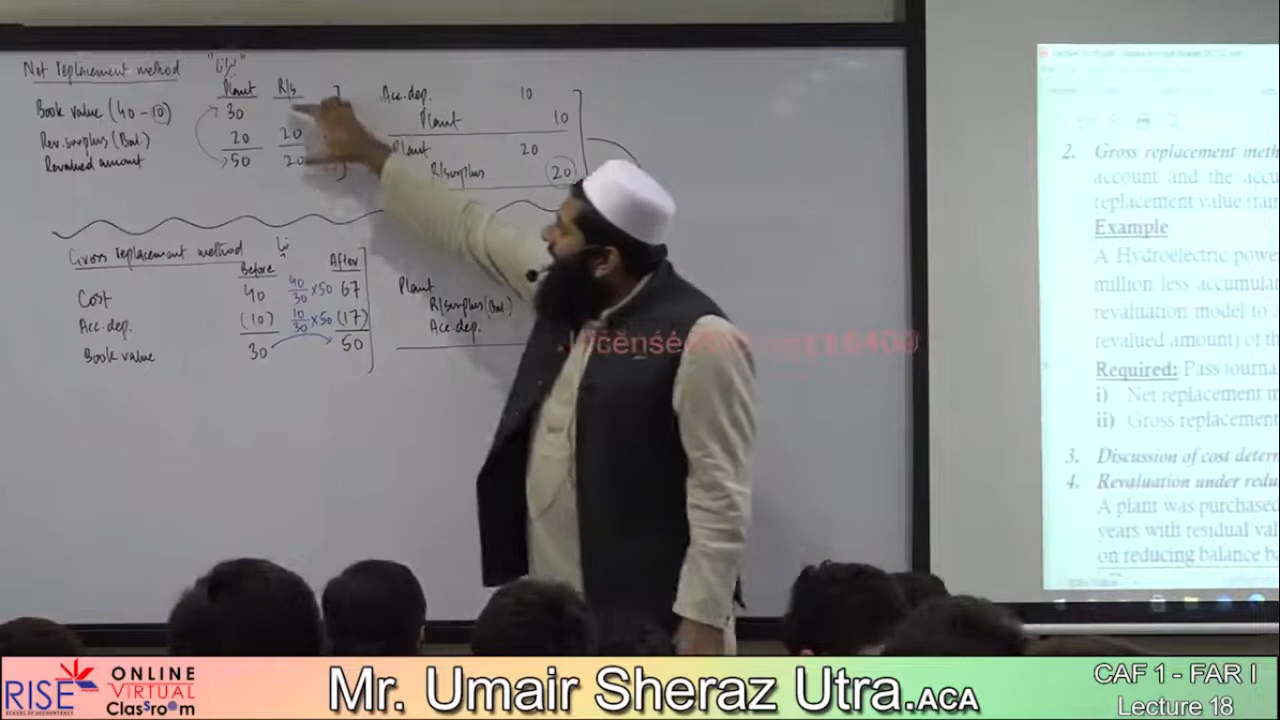 Net replacement method
Plant R/s
Book value (40 - 10) 30
Rev. surplus (Bal.) 20 20
Revalued amount 50 20
Acc. dep. 10
Plant 10
Plant 20
R/surplus 20
Gross replacement method
Before After
Cost 40 40/30 x 50 67
Acc. dep. (10) 10/30 x 50 (17)
Book value 30 50
Plant
R/surplus (Bal.)
Acc. dep.
2. Gross replacement meth
account and the accu
replacement value (fair
Example
A Hydroelectric powe
million less accumula
revaluation model to a
revalued amount) of th
Required: Pass journa
i) Net replacement m
ii) Gross replacement
3. Discussion of cost deter
4. Revaluation under redu
A plant was purchased
years with residual val
on reducing balance b
RISE
SCHOOL OF ACCOUNTANCY
ONLINE
VIRTUAL
Classroom
Mr. Umair Sheraz Utra.ACA
CAF 1 - FAR I
Lecture 18